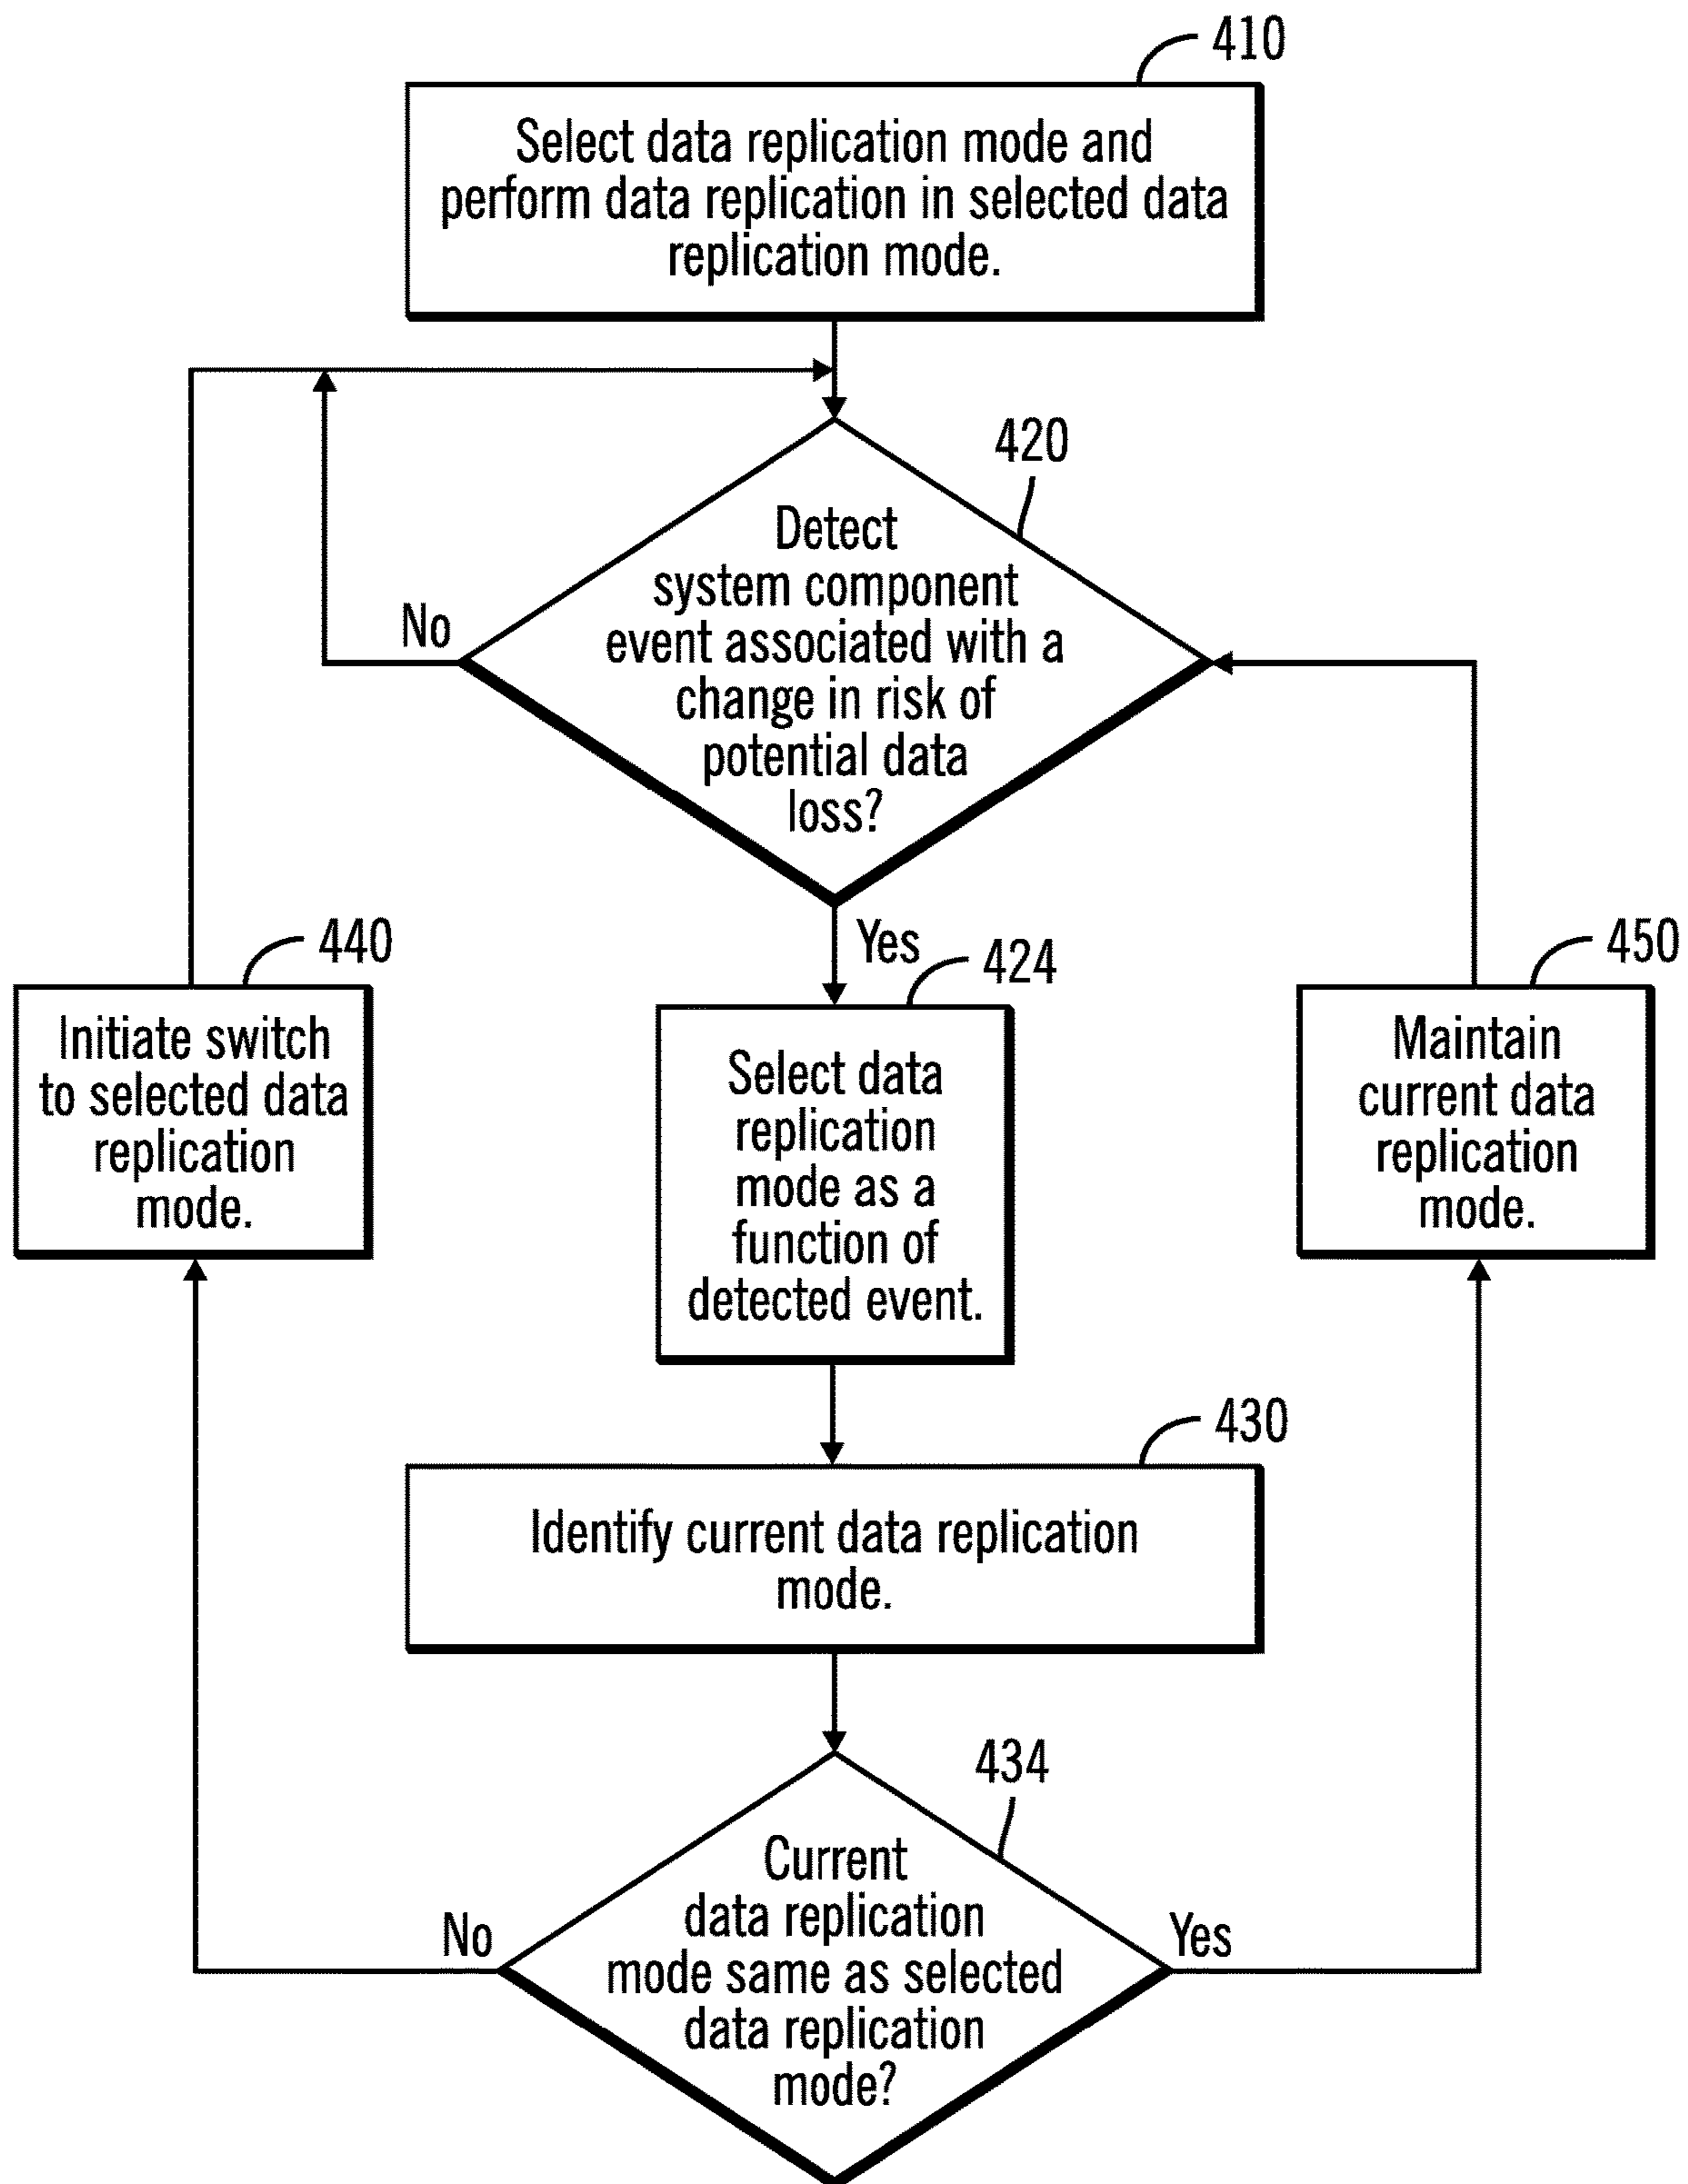 410
Select data replication mode and
perform data replication in selected data
replication mode.
420
Detect
system component
event associated with a
change in risk of
potential data
loss?
No
Yes
424
Select data
replication
mode as a
function of
detected event.
440
Initiate switch
to selected data
replication
mode.
450
Maintain
current data
replication
mode.
430
Identify current data replication
mode.
434
Current
data replication
mode same as selected
data replication
mode?
No
Yes